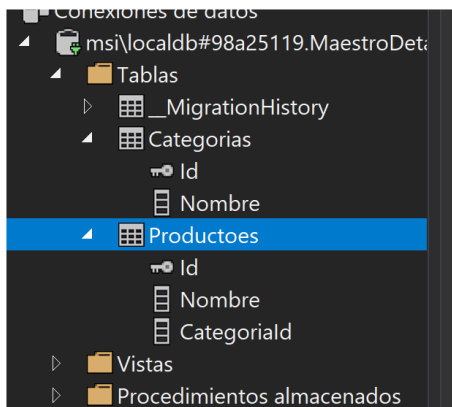 Conexiones de datos
msi\localdb#98a25119.MaestroDeta
Tablas
__MigrationHistory
Categorias
Id
Nombre
Productoes
Id
Nombre
CategoriaId
Vistas
Procedimientos almacenados